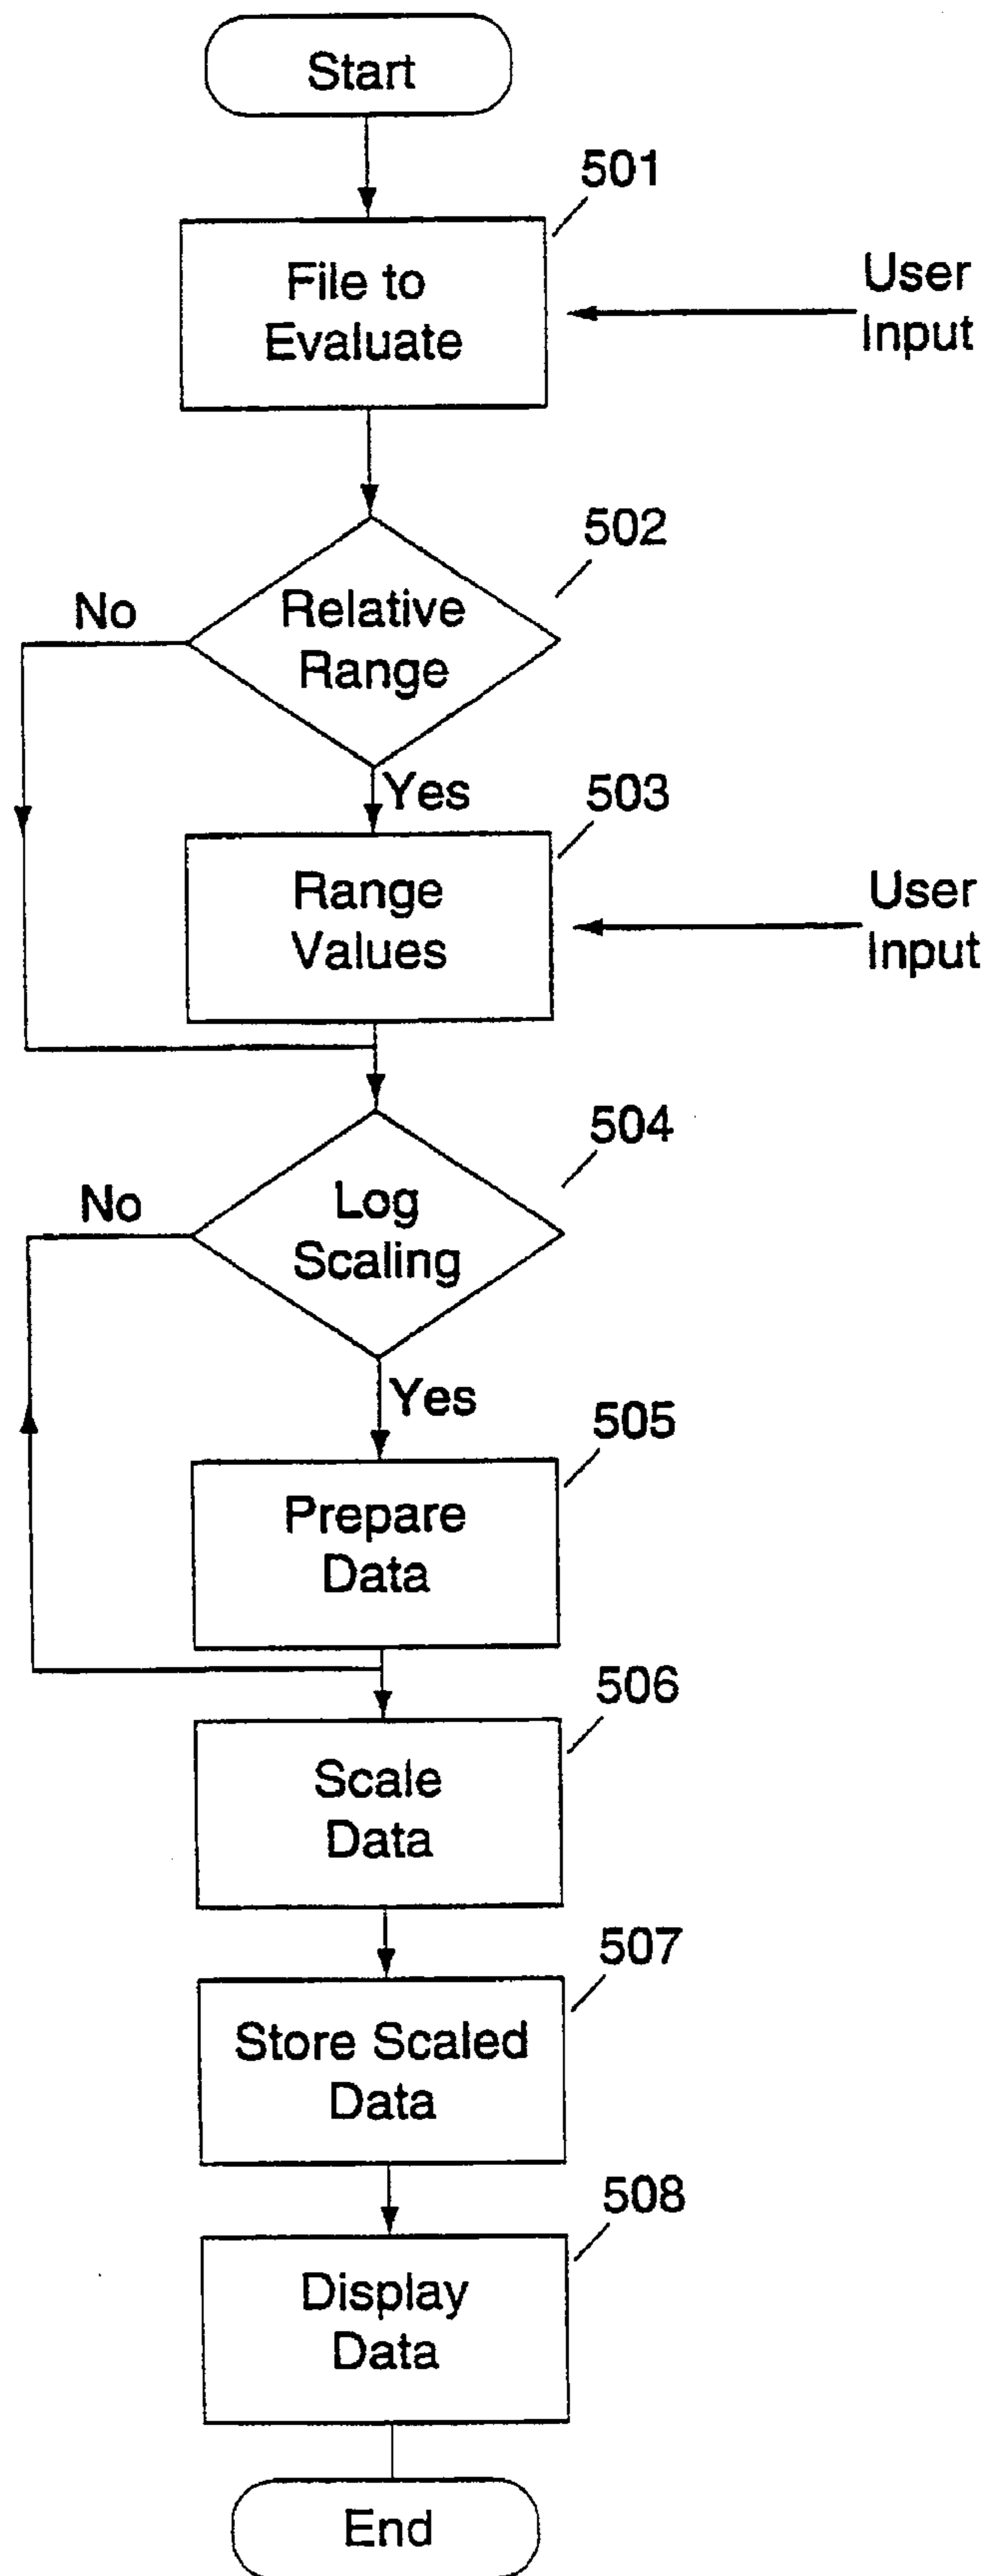 Start
501
File to
Evaluate
User
Input
502
No
Relative
Range
Yes
503
Range
Values
User
Input
504
No
Log
Scaling
Yes
505
Prepare
Data
506
Scale
Data
507
Store Scaled
Data
508
Display
Data
End